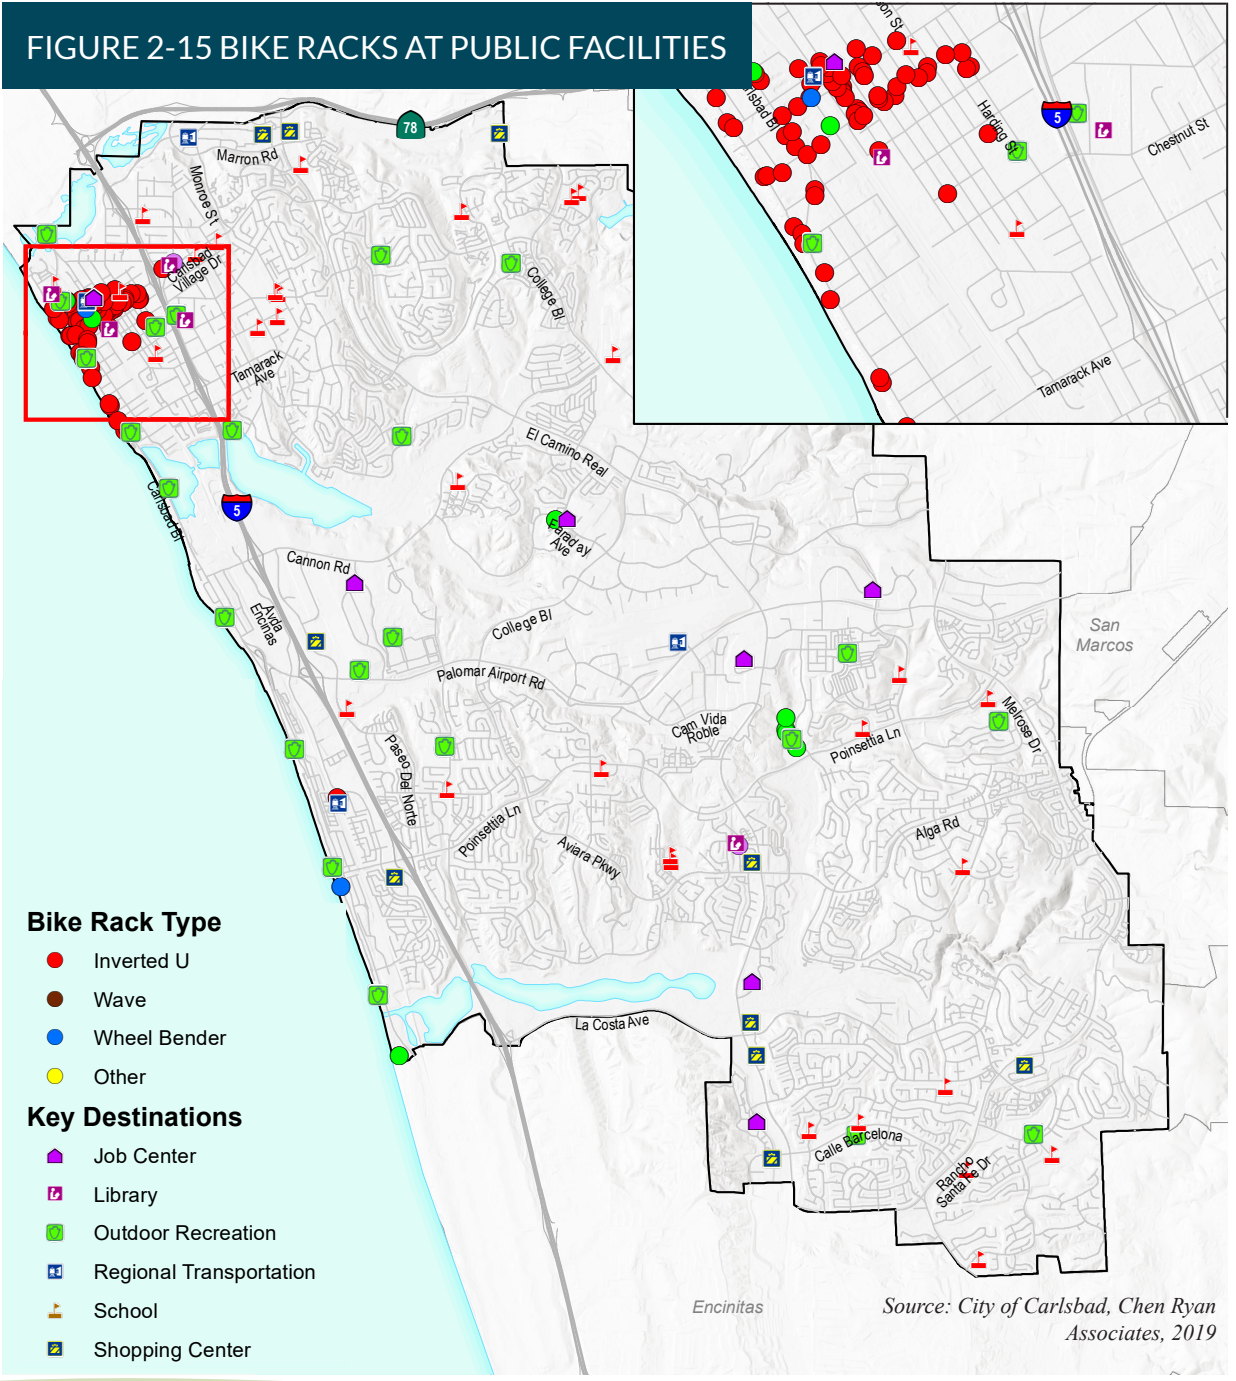 FIGURE 2-15 BIKE RACKS AT PUBLIC FACILITIES
son St
Harding St
5
Chestnut St
Tamarack Ave
78
Marron Rd
Monroe St
Carlsbad
Village Dr
College Bl
Tamarack
Ave
El Camino Real
Carlsbad Bl
5
Faraday
Ave
Cannon Rd
Avda
Encinas
College Bl
Palomar Airport Rd
San
Marcos
Cam Vida
Roble
Poinsettia Ln
Melrose Dr
Paseo Del Norte
Poinsettia Ln
Aviara Pkwy
Alga Rd
La Costa Ave
Calle Barcelona
Rancho
Santa Fe Dr
Encinitas
Bike Rack Type
Inverted U
Wave
Wheel Bender
Other
Key Destinations
Job Center
Library
Outdoor Recreation
Regional Transportation
School
Shopping Center
Source: City of Carlsbad, Chen Ryan
Associates, 2019